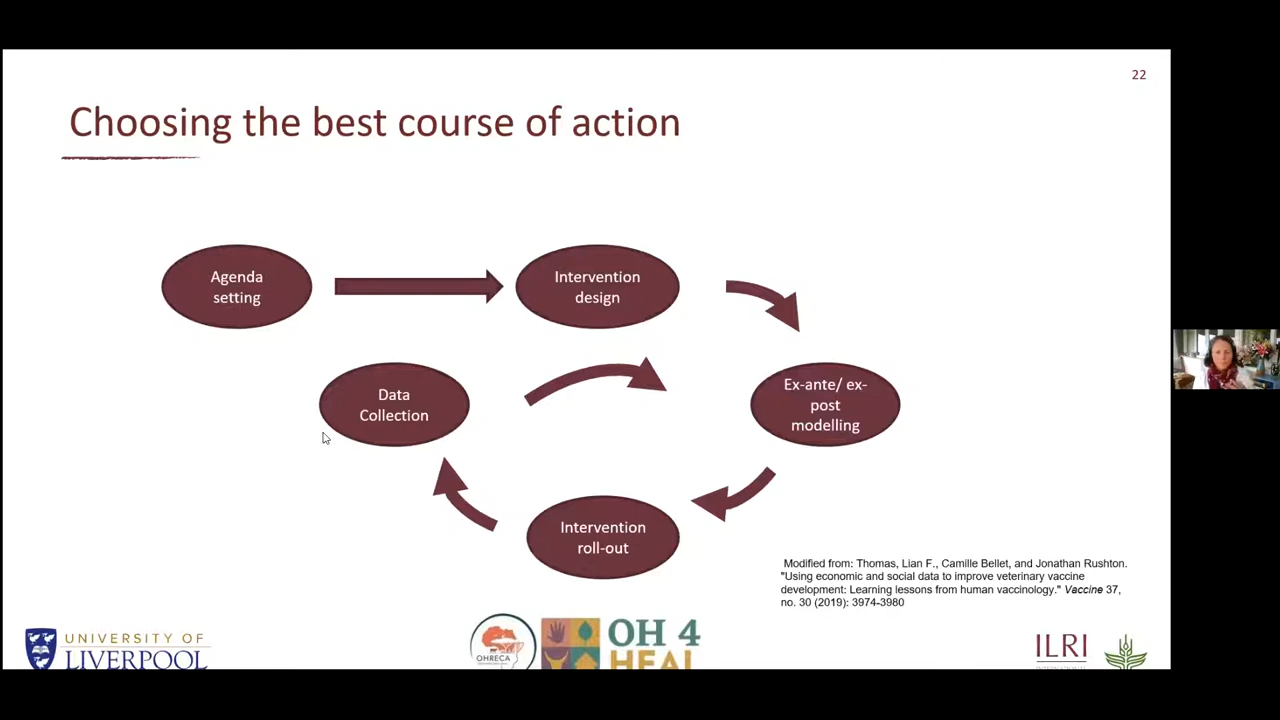 22
Choosing the best course of action
Agenda
setting
Intervention
design
Data
Collection
Ex-ante/ ex-
post
modelling
Intervention
roll-out
Modified from: Thomas, Lian F., Camille Bellet, and Jonathan Rushton.
"Using economic and social data to improve veterinary vaccine
development: Learning lessons from human vaccinology." Vaccine 37,
no. 30 (2019): 3974-3980
UNIVERSITY OF
LIVERPOOL
OHRECA
OH 4
HEAL
ILRI